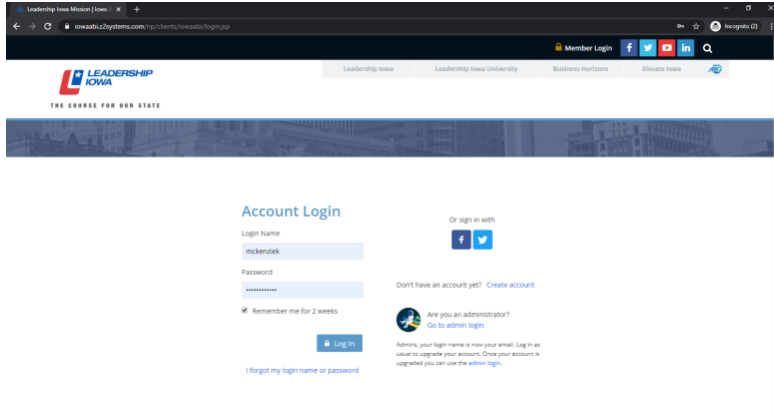 Leadership Iowa Mission | Iowa A
iowaabi.z2systems.com/np/clients/iowaabi/login.jsp
Incognito (2)
Member Login
LEADERSHIP
IOWA
THE COURSE FOR OUR STATE
Leadership Iowa
Leadership Iowa University
Business Horizons
Elevate Iowa
Account Login
Login Name
mckenziek
Password
••••••••••••
Remember me for 2 weeks
Log In
I forgot my login name or password
Or sign in with
Don't have an account yet? Create account
Are you an administrator?
Go to admin login
Admins, your login name is now your email. Log in as
usual to upgrade your account. Once your account is
upgraded you can use the admin login.